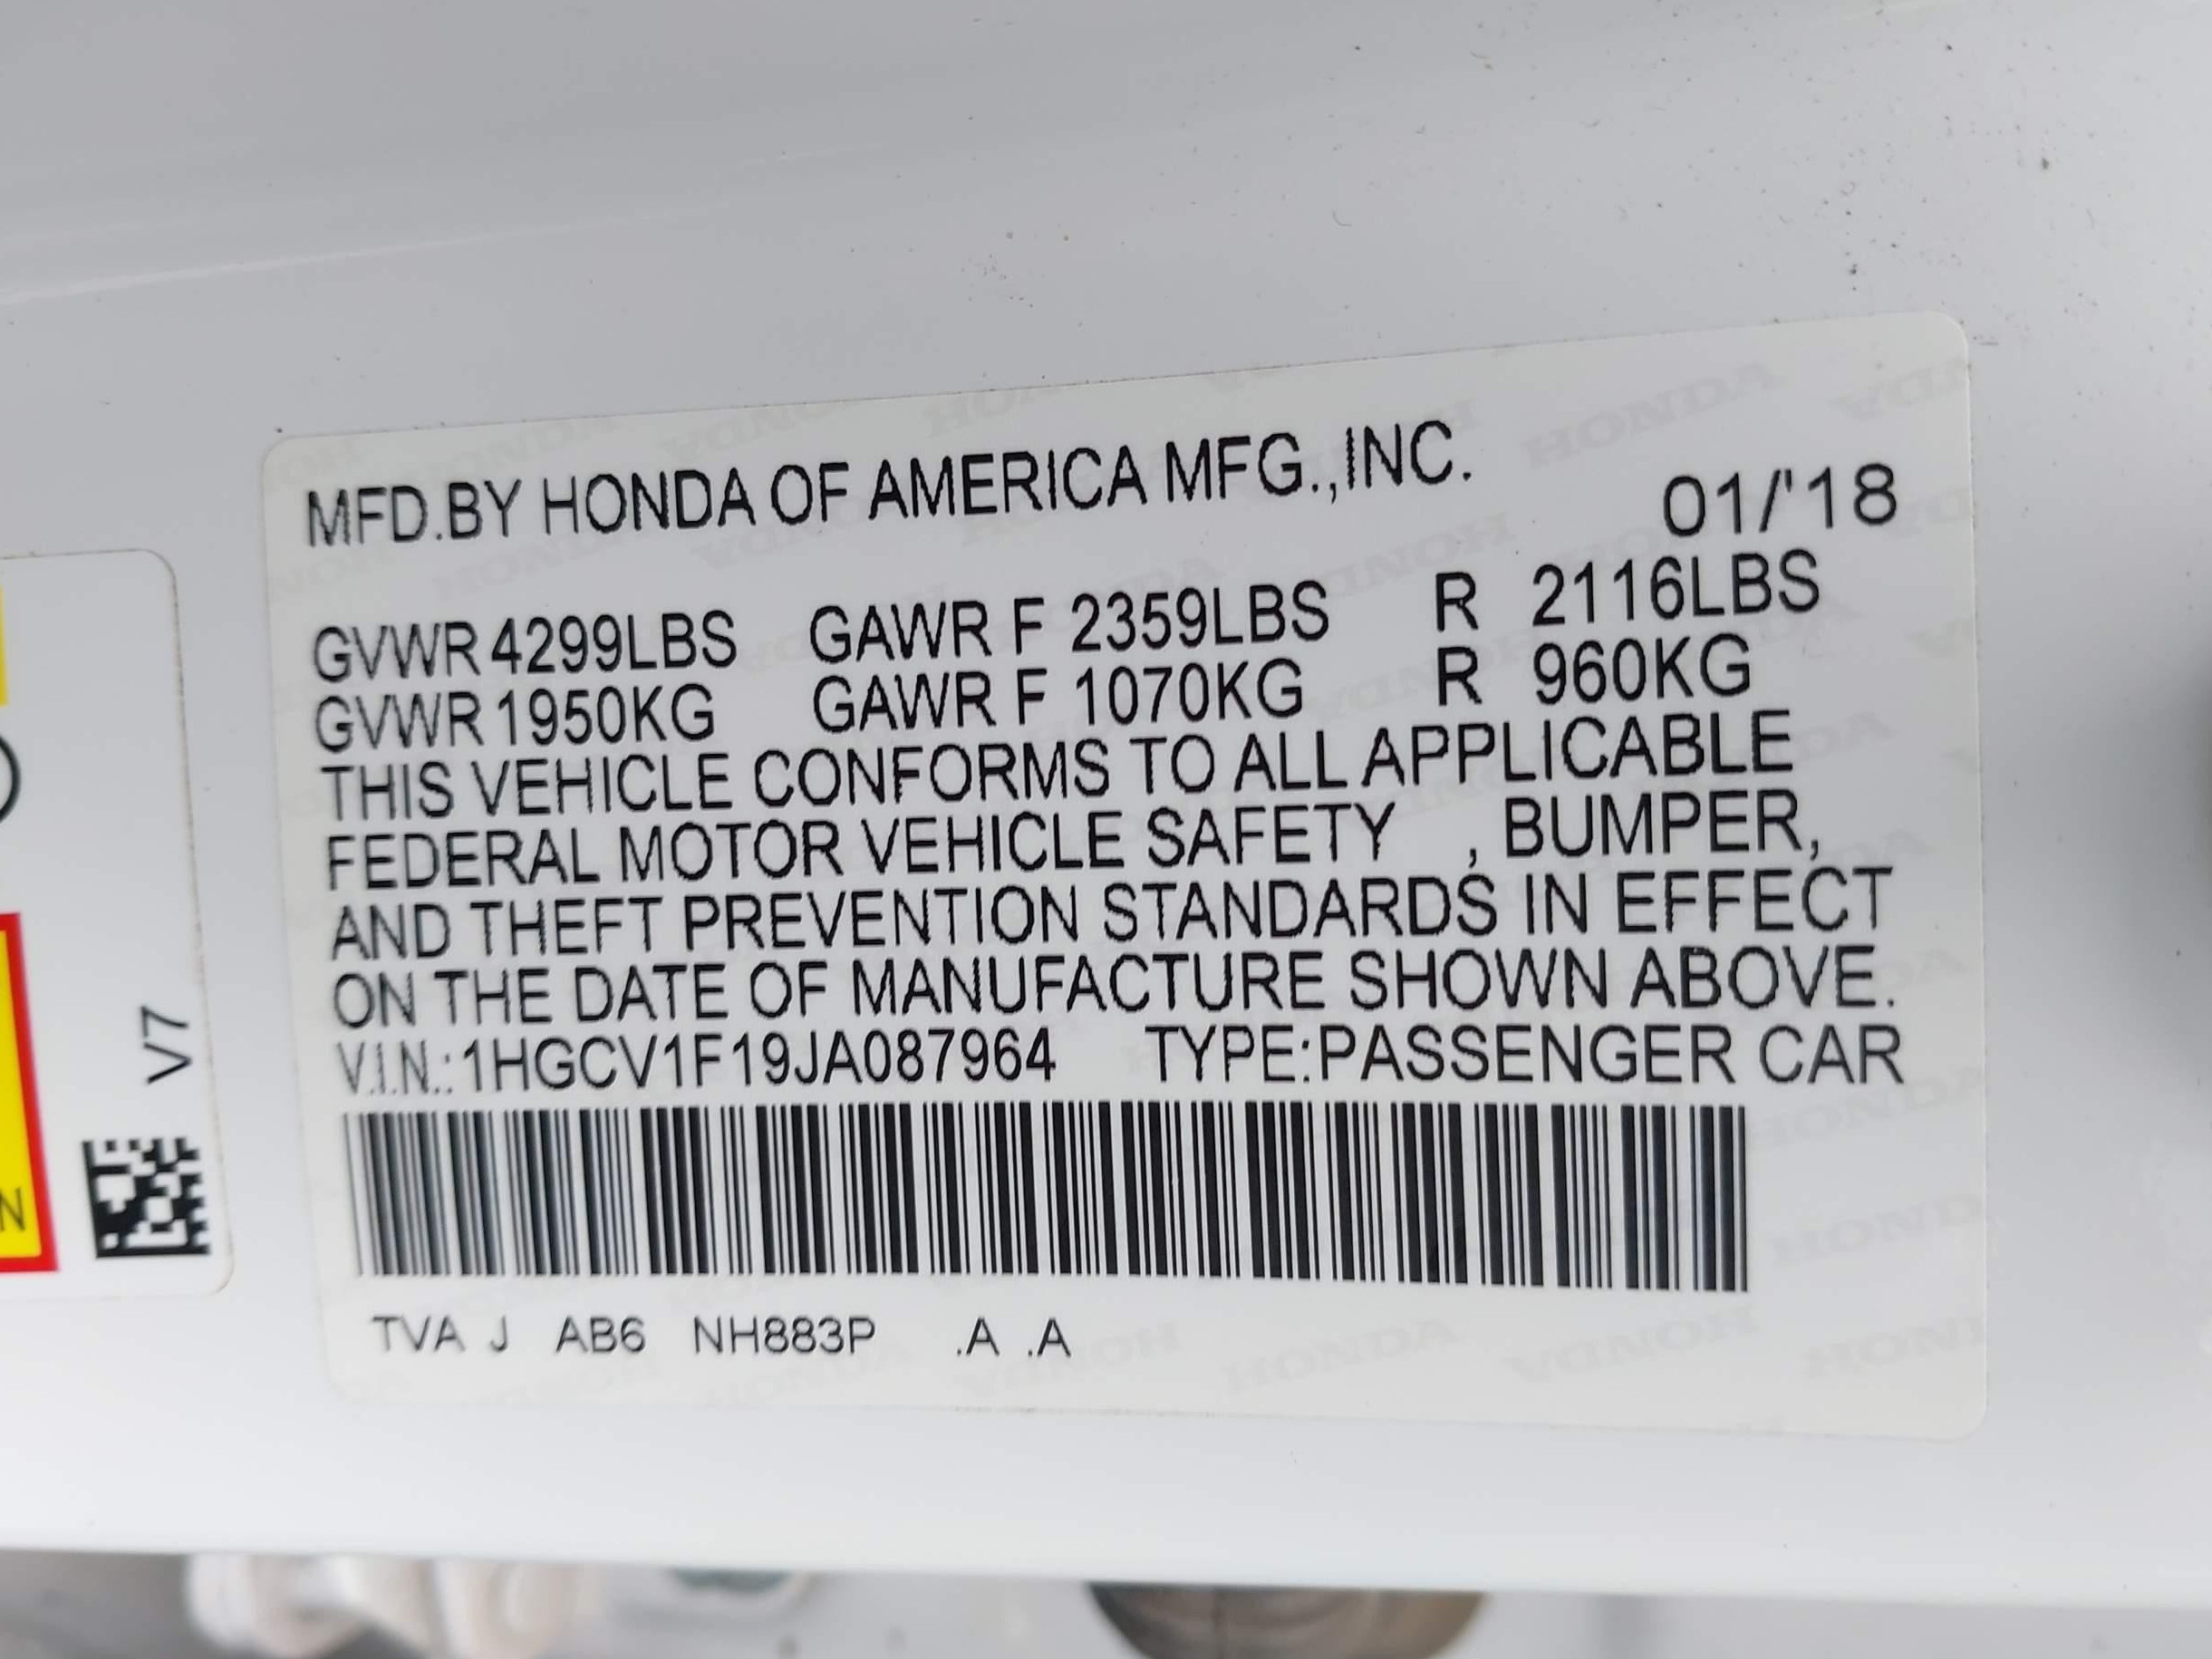 MFD.BY HONDA OF AMERICA MFG.,INC.
01/'18
GVWR 4299LBS GAWR F 2359LBS R 2116LBS
GVWR 1950KG GAWR F 1070KG R 960KG
THIS VEHICLE CONFORMS TO ALL APPLICABLE
FEDERAL MOTOR VEHICLE SAFETY , BUMPER,
AND THEFT PREVENTION STANDARDS IN EFFECT
ON THE DATE OF MANUFACTURE SHOWN ABOVE.
V.I.N.:1HGCV1F19JA087964 TYPE:PASSENGER CAR
TVA J AB6 NH883P .A .A
V7
N